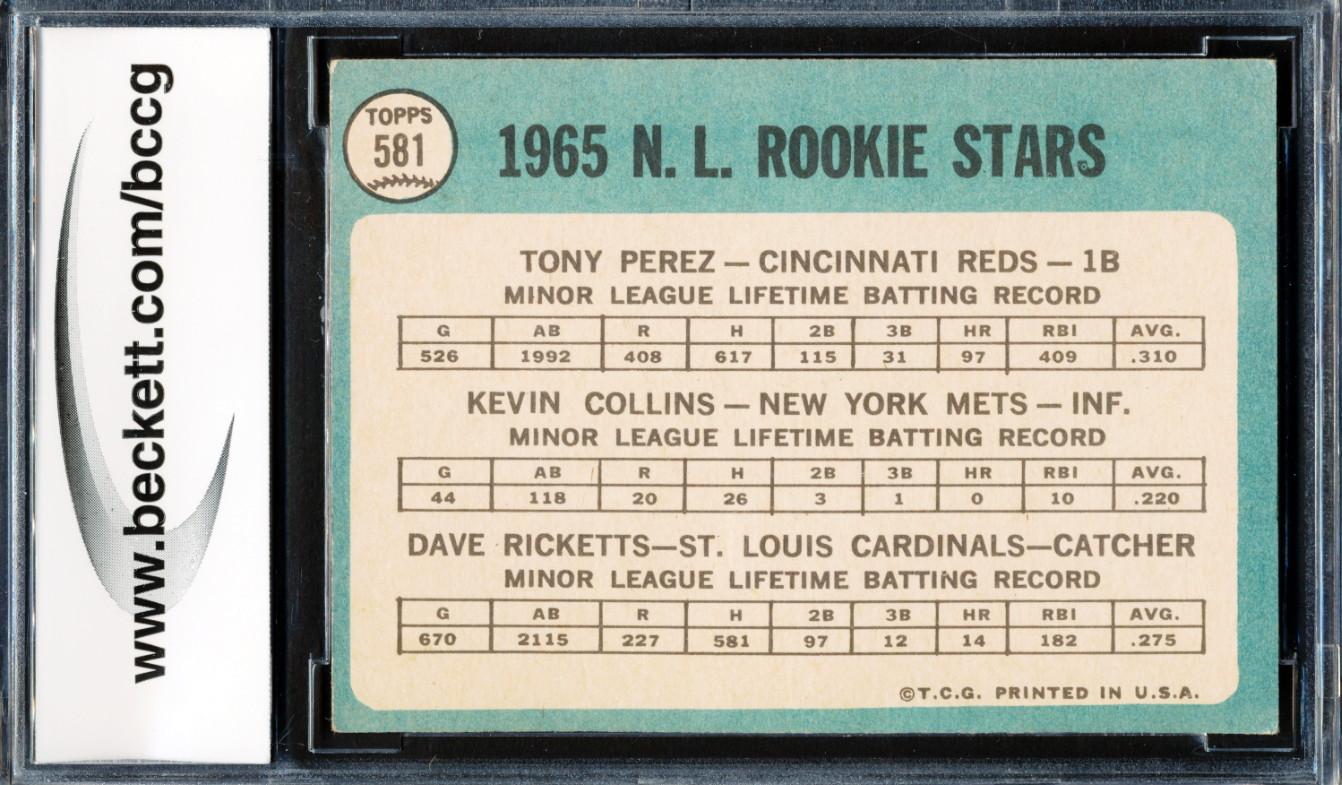 www.beckett.com/bccg
TOPPS
581
1965 N. L. ROOKIE STARS
TONY PEREZ — CINCINNATI REDS — 1B
MINOR LEAGUE LIFETIME BATTING RECORD
G AB R H 2B 3B HR RBI AVG.
526 1992 408 617 115 31 97 409 .310
KEVIN COLLINS — NEW YORK METS — INF.
MINOR LEAGUE LIFETIME BATTING RECORD
G AB R H 2B 3B HR RBI AVG.
44 118 20 26 3 1 0 10 .220
DAVE RICKETTS—ST. LOUIS CARDINALS—CATCHER
MINOR LEAGUE LIFETIME BATTING RECORD
G AB R H 2B 3B HR RBI AVG.
670 2115 227 581 97 12 14 182 .275
©T.C.G. PRINTED IN U.S.A.